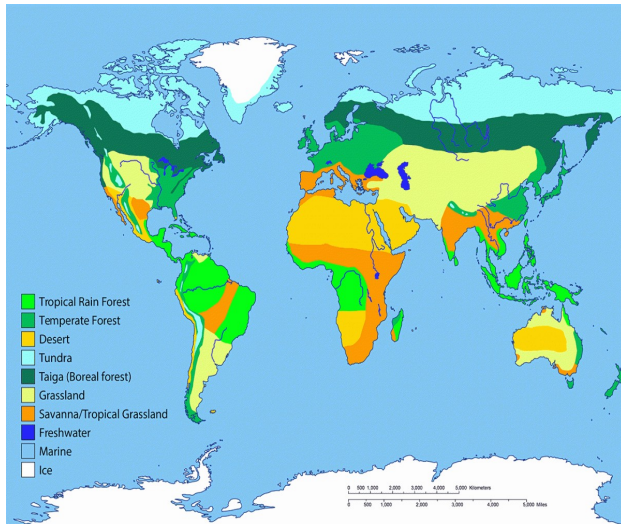 Tropical Rain Forest
Temperate Forest
Desert
Tundra
Taiga (Boreal forest)
Grassland
Savanna/Tropical Grassland
Freshwater
Marine
Ice
0 500 1,000 2,000 3,000 4,000 5,000 Kilometers
0 500 1,000 2,000 3,000 4,000 5,000 Miles